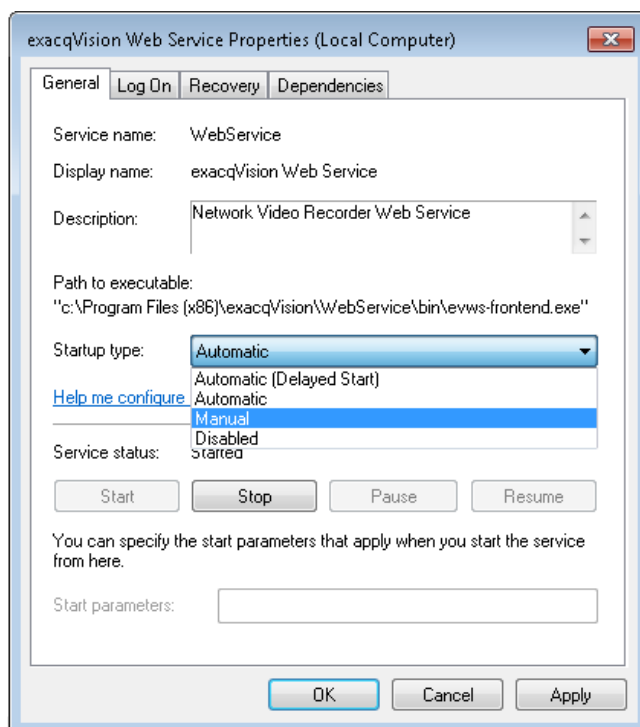 exacqVision Web Service Properties (Local Computer)
General Log On Recovery Dependencies
Service name: WebService
Display name: exacqVision Web Service
Description: Network Video Recorder Web Service
Path to executable:
"c:\Program Files (x86)\exacqVision\WebService\bin\evws-frontend.exe"
Startup type: Automatic
Automatic (Delayed Start)
Help me configure Automatic
Manual
Disabled
Service status: Started
Start Stop Pause Resume
You can specify the start parameters that apply when you start the service
from here.
Start parameters:
OK Cancel Apply